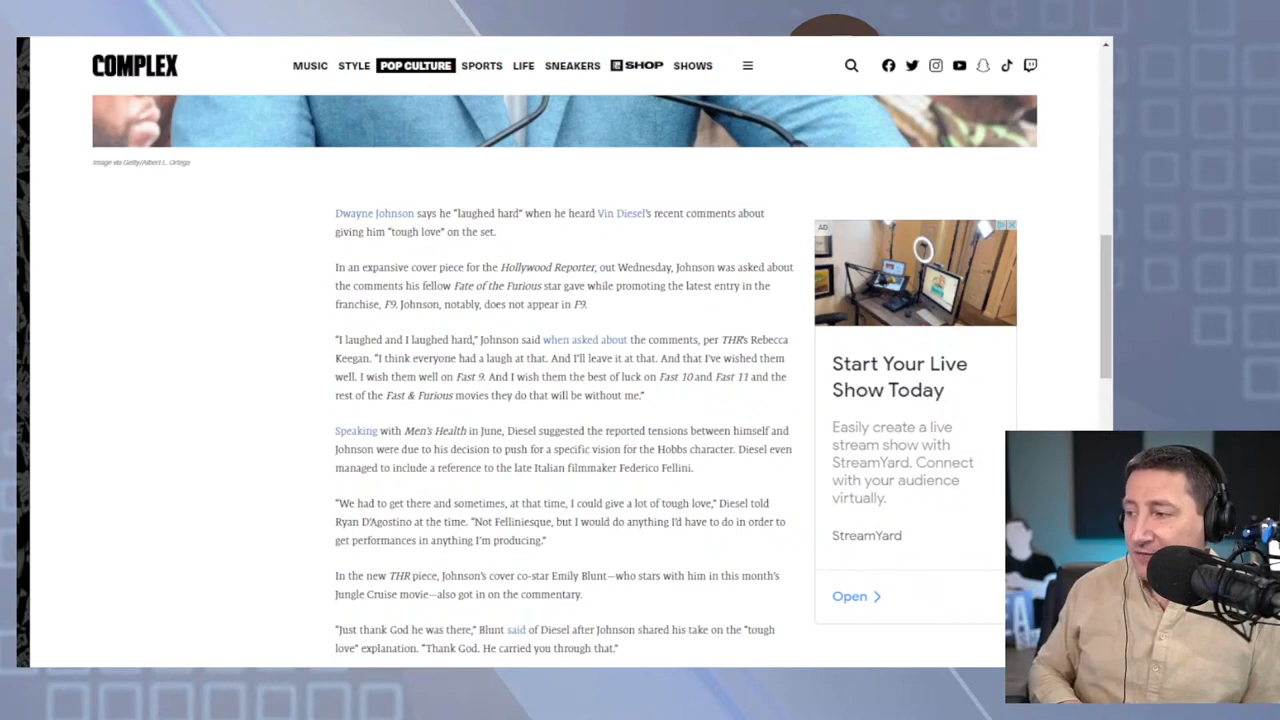 COMPLEX
MUSIC STYLE POP CULTURE SPORTS LIFE SNEAKERS SHOP SHOWS
Image via Getty/Albert L. Ortega
Dwayne Johnson says he “laughed hard” when he heard Vin Diesel’s recent comments about
giving him “tough love” on the set.
In an expansive cover piece for the Hollywood Reporter, out Wednesday, Johnson was asked about
the comments his fellow Fate of the Furious star gave while promoting the latest entry in the
franchise, F9. Johnson, notably, does not appear in F9.
“I laughed and I laughed hard,” Johnson said when asked about the comments, per THR’s Rebecca
Keegan. “I think everyone had a laugh at that. And I’ll leave it at that. And that I’ve wished them
well. I wish them well on Fast 9. And I wish them the best of luck on Fast 10 and Fast 11 and the
rest of the Fast & Furious movies they do that will be without me.”
Speaking with Men’s Health in June, Diesel suggested the reported tensions between himself and
Johnson were due to his decision to push for a specific vision for the Hobbs character. Diesel even
managed to include a reference to the late Italian filmmaker Federico Fellini.
“We had to get there and sometimes, at that time, I could give a lot of tough love,” Diesel told
Ryan D’Agostino at the time. “Not Felliniesque, but I would do anything I’d have to do in order to
get performances in anything I’m producing.”
In the new THR piece, Johnson’s cover co-star Emily Blunt—who stars with him in this month’s
Jungle Cruise movie—also got in on the commentary.
“Just thank God he was there,” Blunt said of Diesel after Johnson shared his take on the “tough
love” explanation. “Thank God. He carried you through that.”
AD
Start Your Live
Show Today
Easily create a live
stream show with
StreamYard. Connect
with your audience
virtually.
StreamYard
Open